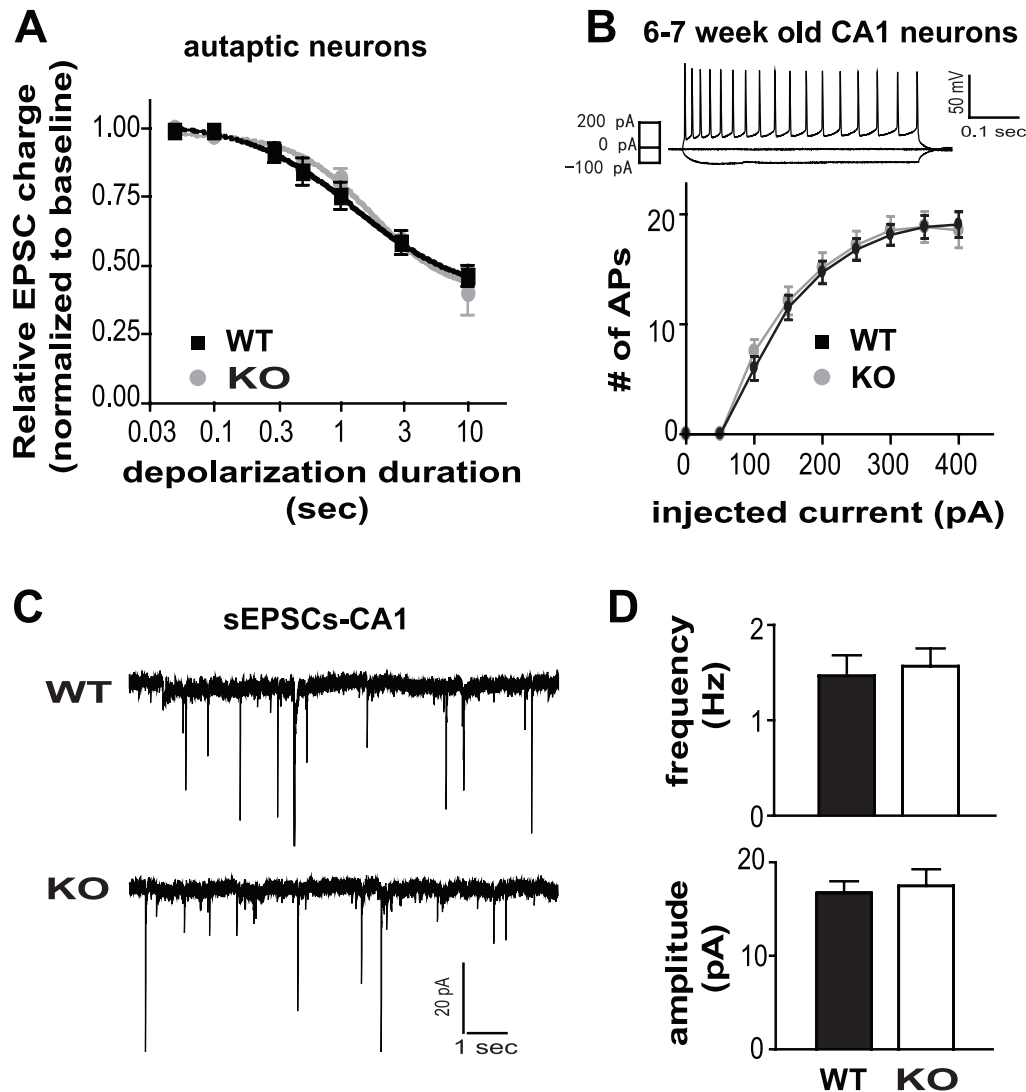 A
autaptic neurons
Relative EPSC charge
(normalized to baseline)
1.00
0.75
0.50
0.25
0.00
WT
KO
0.03
0.1
0.3
1
3
10
depolarization duration
(sec)
B
6-7 week old CA1 neurons
200 pA
0 pA
−100 pA
50 mV
0.1 sec
# of APs
20
10
0
WT
KO
0
100
200
300
400
injected current (pA)
C
sEPSCs-CA1
WT
KO
20 pA
1 sec
D
frequency
(Hz)
2
1
0
amplitude
(pA)
20
10
0
WT
KO